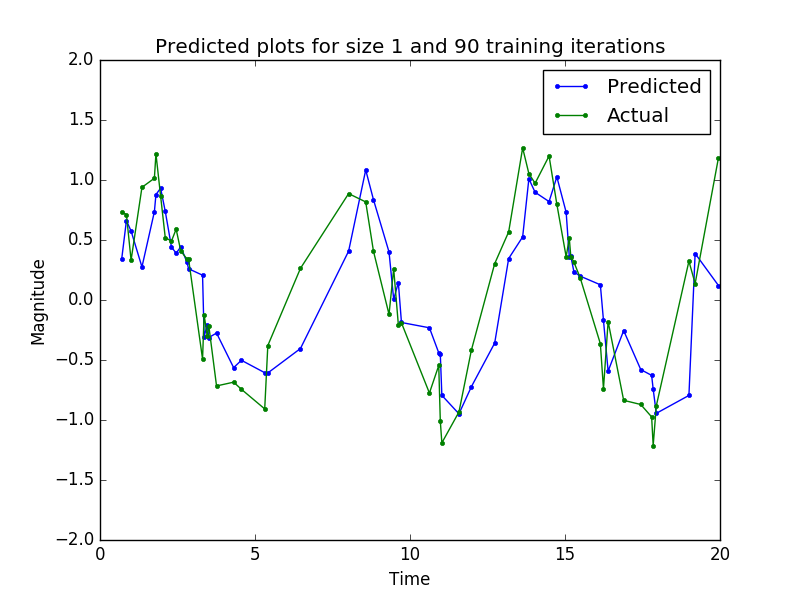 Predicted plots for size 1 and 90 training iterations
2.0
1.5
1.0
0.5
0.0
−0.5
−1.0
−1.5
−2.0
Magnitude
Predicted
Actual
0 5 10 15 20
Time